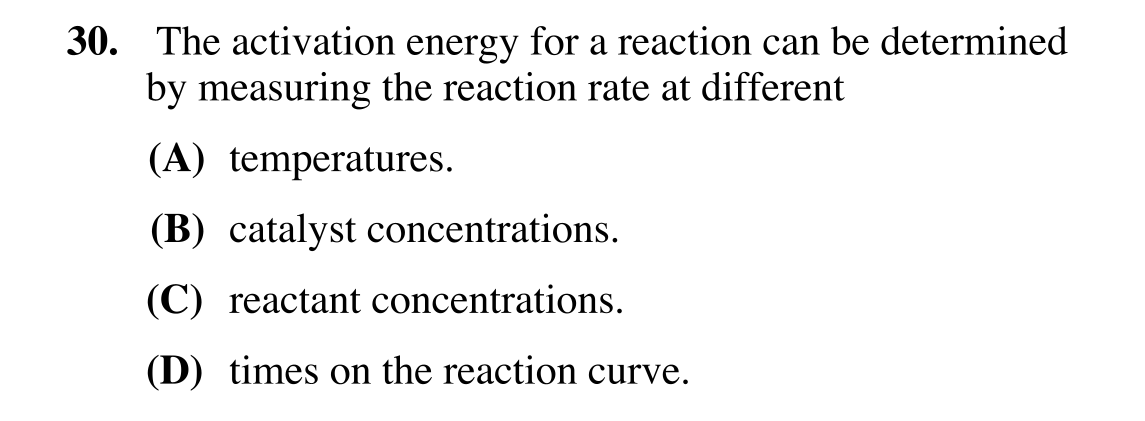 30. The activation energy for a reaction can be determined
by measuring the reaction rate at different
(A) temperatures.
(B) catalyst concentrations.
(C) reactant concentrations.
(D) times on the reaction curve.